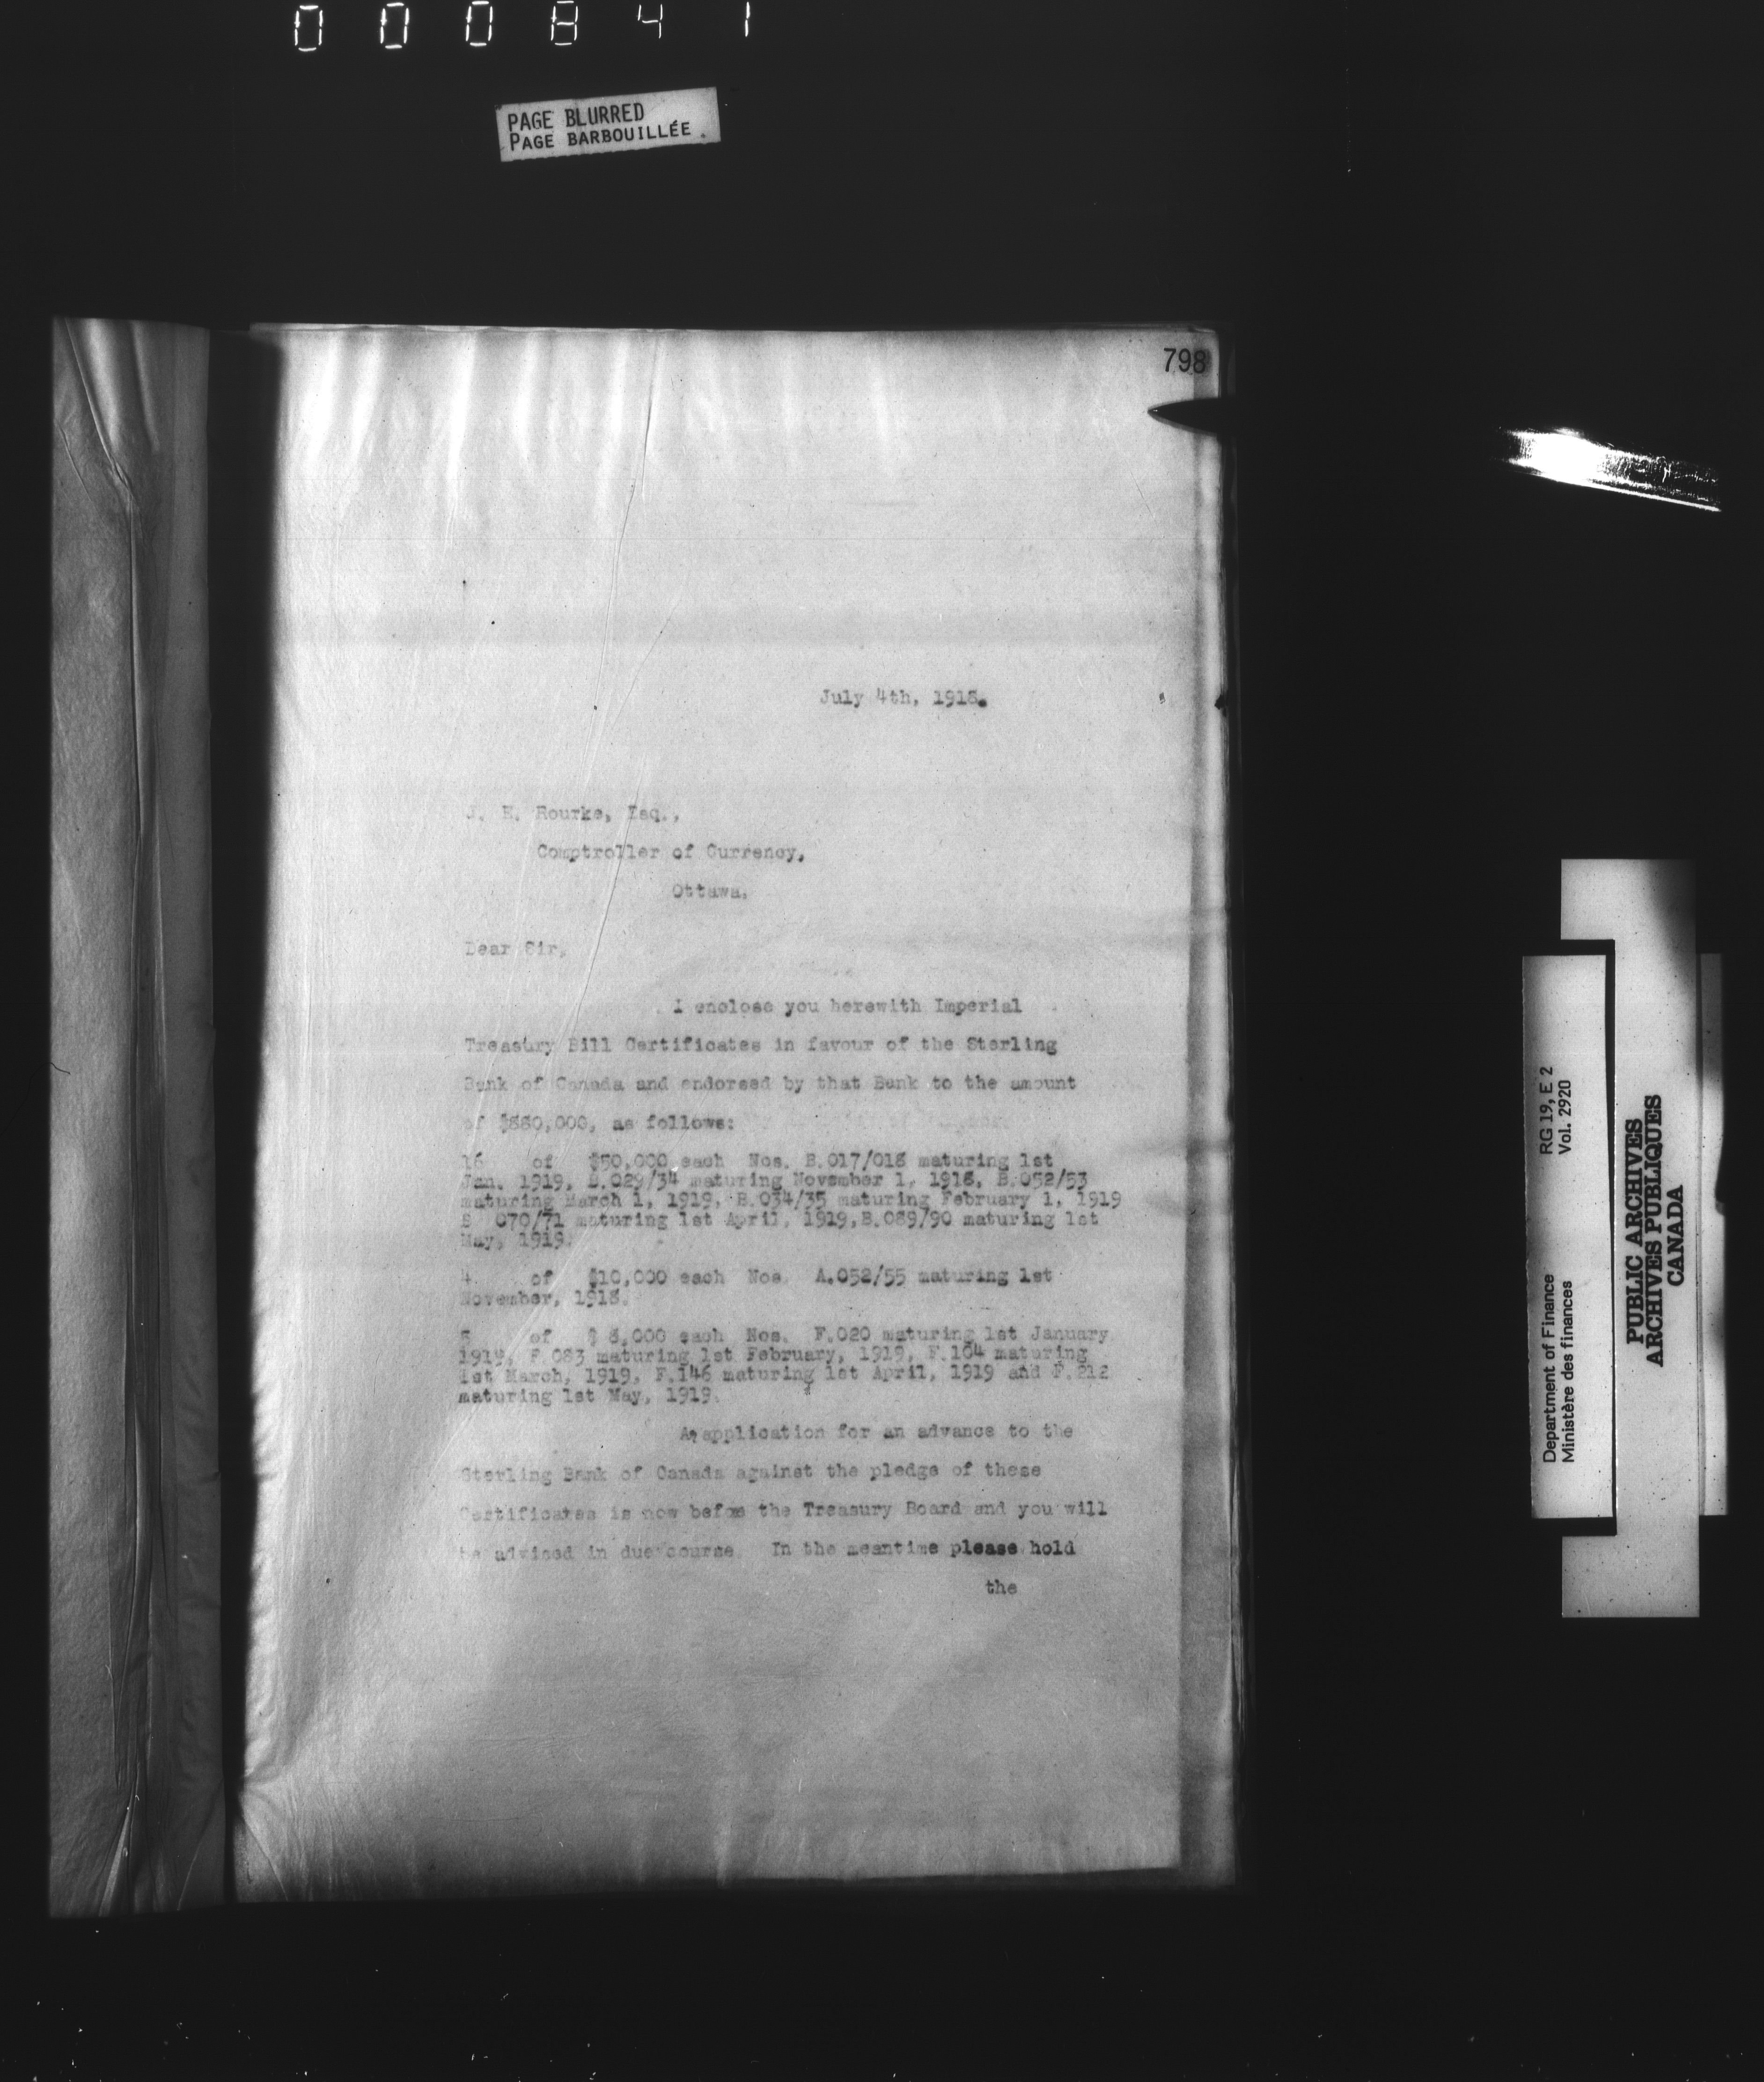 000841
PAGE BLURRED
PAGE BARBOUILLÉE.
798
July 4th, 1918.
J. E. Rourke, Esq.,
Comptroller of Currency,
Ottawa.
Dear Sir,
I enclose you herewith Imperial
Treasury Bill Certificates in favour of the Sterling
Bank of Canada and endorsed by that Bank to the amount
of $880,000, as follows:
16 of $50,000 each Nos. B.017/018 maturing 1st
Jan. 1919, B.029/34 maturing November 1, 1918, B.052/53
maturing March 1, 1919, B.034/35 maturing February 1, 1919
B 070/71 maturing 1st April, 1919, B.089/90 maturing 1st
May, 1919.
4 of $10,000 each Nos. A.052/55 maturing 1st
November, 1918.
5 of $ 8,000 each Nos. F.020 maturing 1st January
1919, F.083 maturing 1st February, 1919, F.104 maturing
1st March, 1919, F.146 maturing 1st April, 1919 and F.212
maturing 1st May, 1919.
An application for an advance to the
Sterling Bank of Canada against the pledge of these
Certificates is now before the Treasury Board and you will
be advised in due course. In the meantime please hold
the
RG 19, E 2
Vol. 2920
Department of Finance
Ministère des finances
PUBLIC ARCHIVES
ARCHIVES PUBLIQUES
CANADA